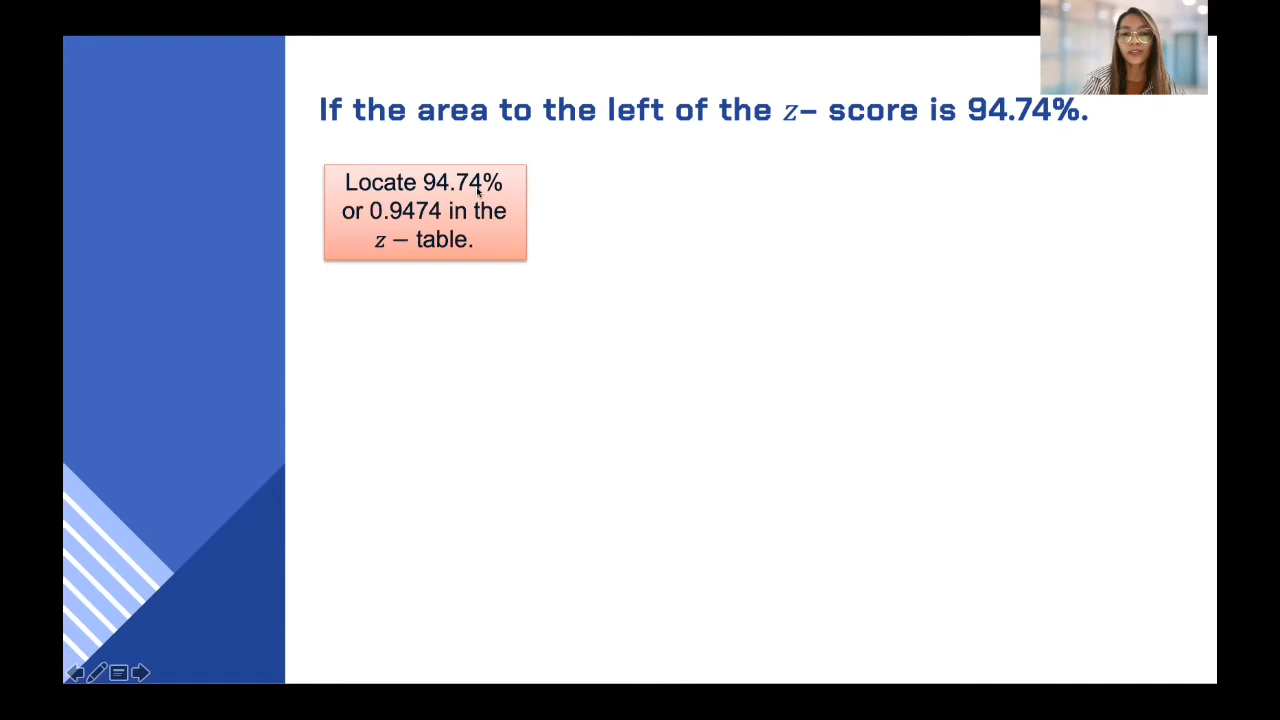 If the area to the left of the z– score is 94.74%.
Locate 94.74%
or 0.9474 in the
z − table.